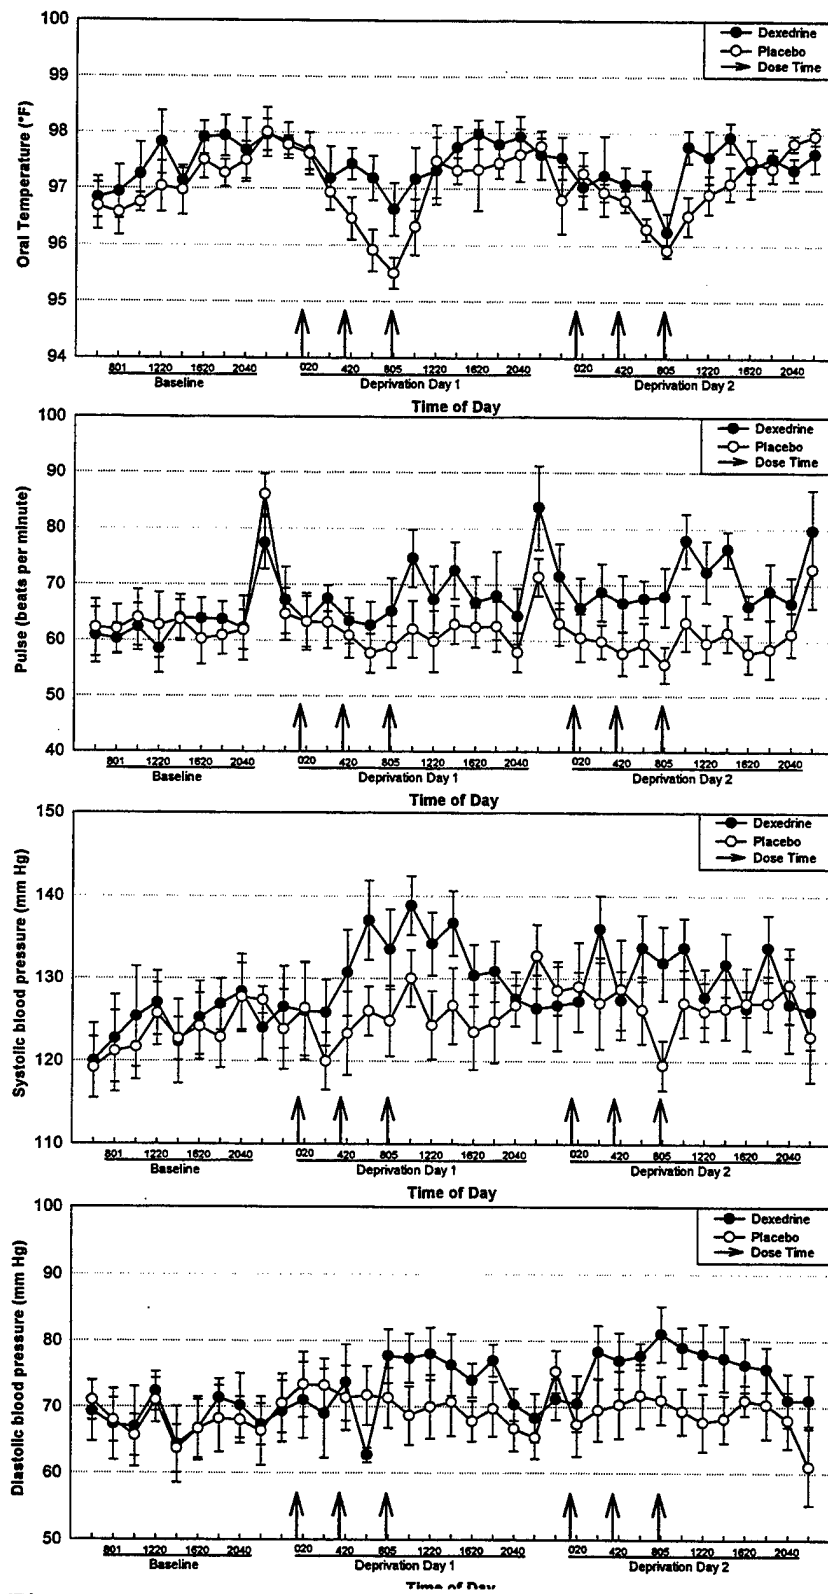 100
99
98
97
96
95
94
Oral Temperature (°F)
Dexedrine
Placebo
Dose Time
801 1220 1620 2040 020 420 805 1220 1620 2040 020 420 805 1220 1620 2040
Baseline Deprivation Day 1 Deprivation Day 2
Time of Day
100
90
80
70
60
50
40
Pulse (beats per minute)
Dexedrine
Placebo
Dose Time
801 1220 1620 2040 020 420 805 1220 1620 2040 020 420 805 1220 1620 2040
Baseline Deprivation Day 1 Deprivation Day 2
Time of Day
150
140
130
120
110
Systolic blood pressure (mm Hg)
Dexedrine
Placebo
Dose Time
801 1220 1620 2040 020 420 805 1220 1620 2040 020 420 805 1220 1620 2040
Baseline Deprivation Day 1 Deprivation Day 2
Time of Day
100
90
80
70
60
50
Diastolic blood pressure (mm Hg)
Dexedrine
Placebo
Dose Time
801 1220 1620 2040 020 420 805 1220 1620 2040 020 420 805 1220 1620 2040
Baseline Deprivation Day 1 Deprivation Day 2
Time of Day